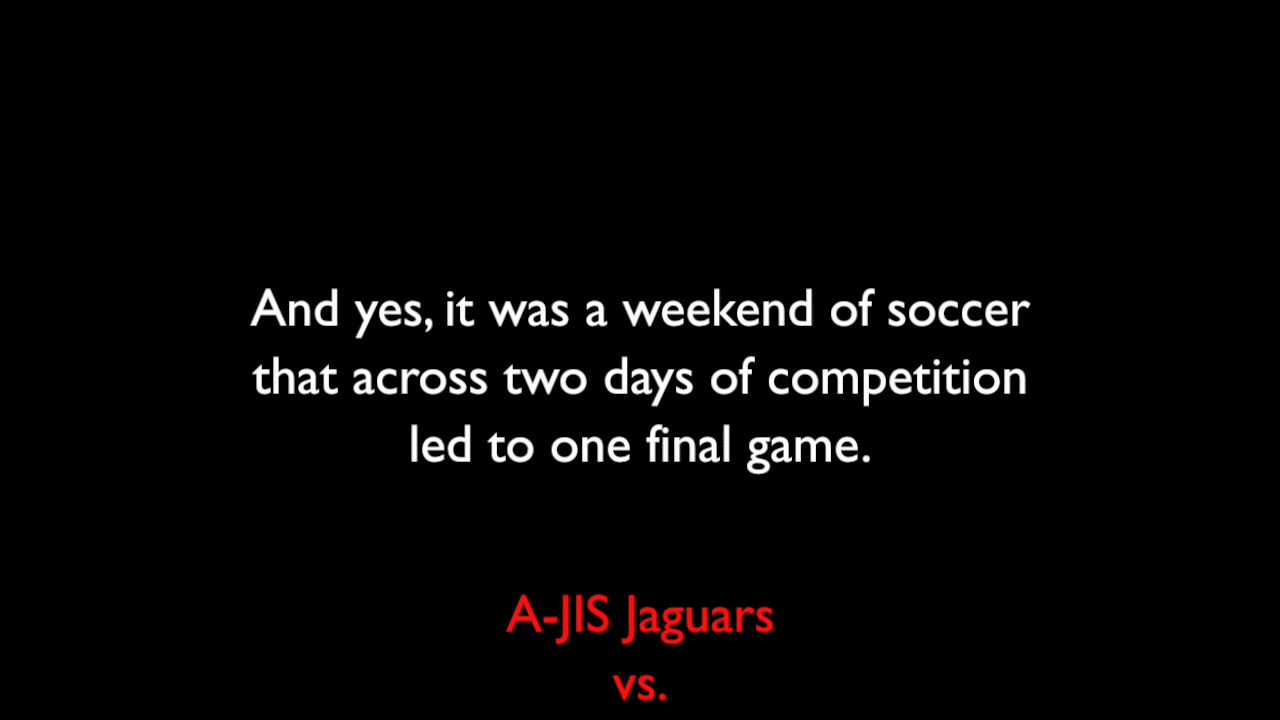 And yes, it was a weekend of soccer
that across two days of competition
led to one final game.
A-JIS Jaguars
vs.